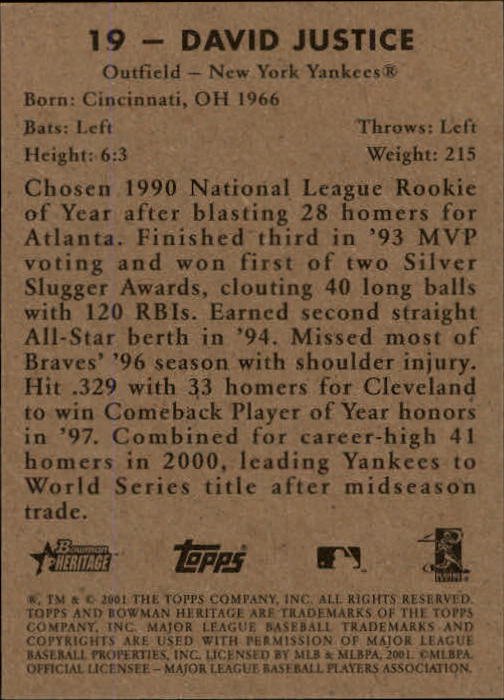 19 – DAVID JUSTICE
Outfield – New York Yankees®
Born: Cincinnati, OH 1966
Bats: Left Throws: Left
Height: 6:3 Weight: 215
Chosen 1990 National League Rookie
of Year after blasting 28 homers for
Atlanta. Finished third in ’93 MVP
voting and won first of two Silver
Slugger Awards, clouting 40 long balls
with 120 RBIs. Earned second straight
All-Star berth in ’94. Missed most of
Braves’ ’96 season with shoulder injury.
Hit .329 with 33 homers for Cleveland
to win Comeback Player of Year honors
in ’97. Combined for career-high 41
homers in 2000, leading Yankees to
World Series title after midseason
trade.
Bowman
HERITAGE
topps
®, TM & © 2001 THE TOPPS COMPANY, INC. ALL RIGHTS RESERVED.
TOPPS AND BOWMAN HERITAGE ARE TRADEMARKS OF THE TOPPS
COMPANY, INC. MAJOR LEAGUE BASEBALL TRADEMARKS AND
COPYRIGHTS ARE USED WITH PERMISSION OF MAJOR LEAGUE
BASEBALL PROPERTIES, INC. LICENSED BY MLB & MLBPA, 2001. ©MLBPA.
OFFICIAL LICENSEE – MAJOR LEAGUE BASEBALL PLAYERS ASSOCIATION.